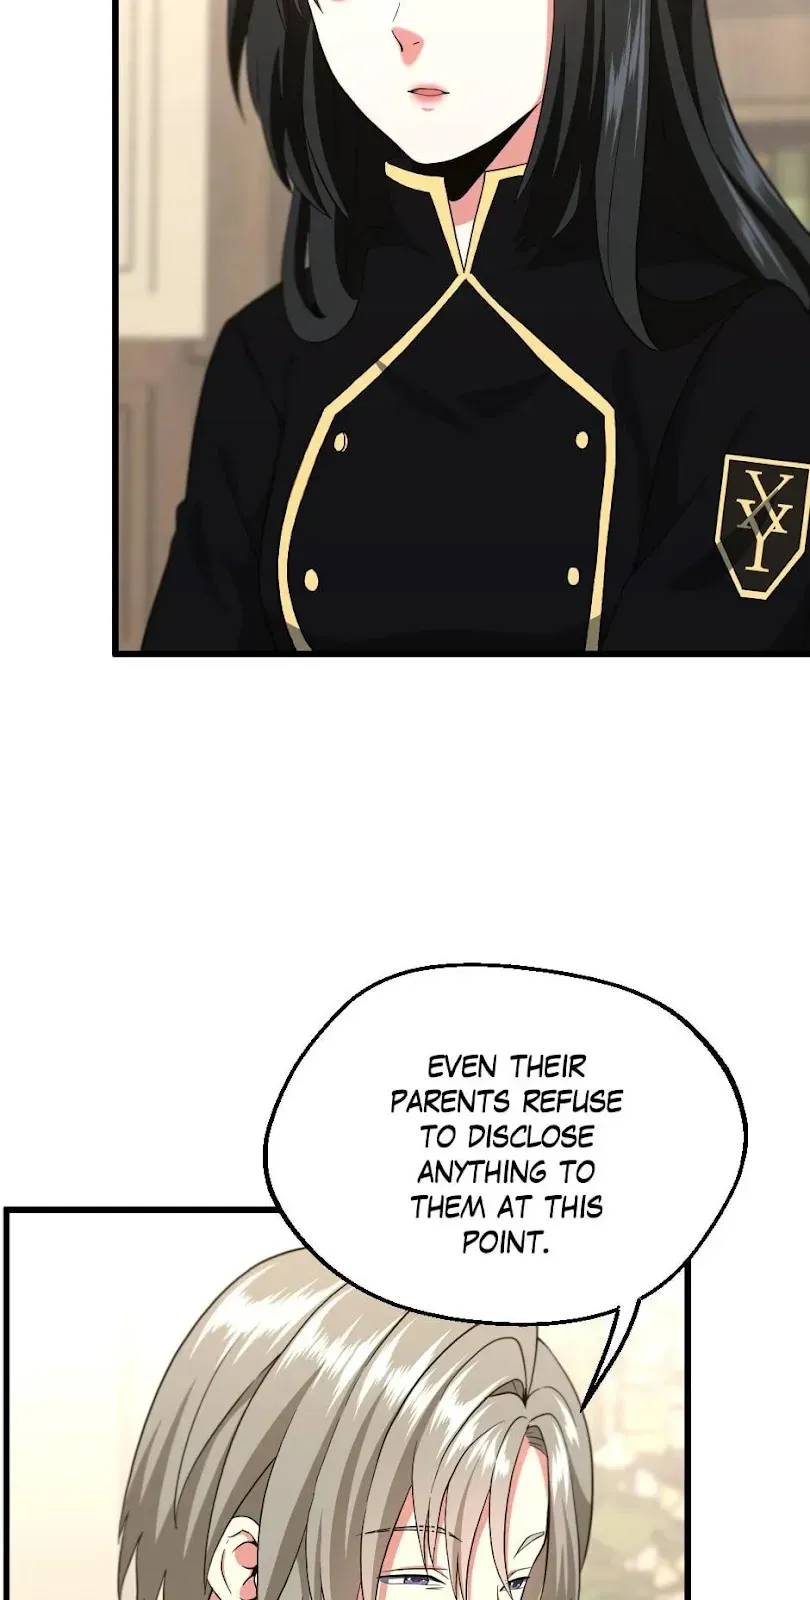 EVEN THEIR
PARENTS REFUSE
TO DISCLOSE
ANYTHING TO
THEM AT THIS
POINT.